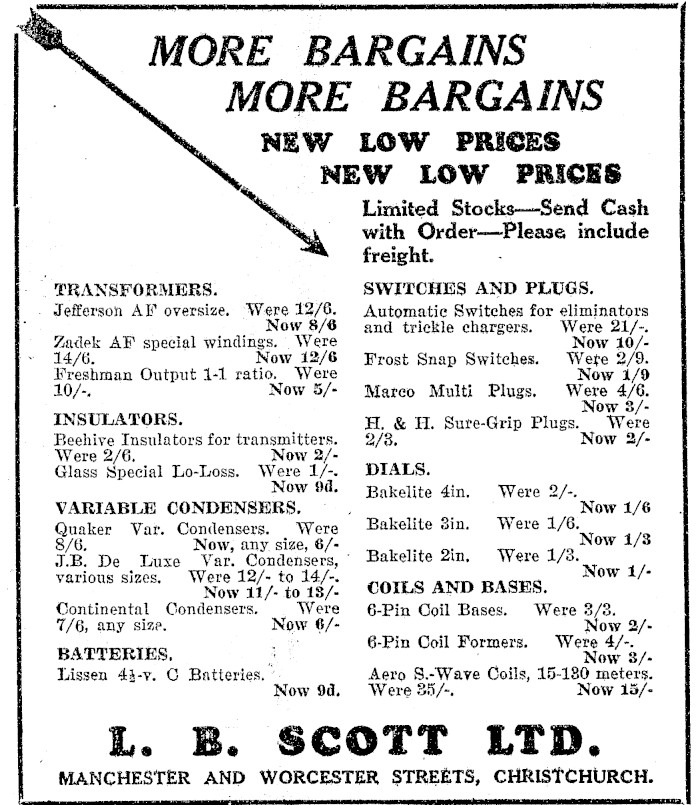 MORE BARGAINS
MORE BARGAINS
NEW LOW PRICES
NEW LOW PRICES
Limited Stocks—Send Cash
with Order—Please include
freight.
TRANSFORMERS.
Jefferson AF oversize. Were 12/6.
Now 8/6
Zadek AF special windings. Were
14/6. Now 12/6
Freshman Output 1-1 ratio. Were
10/-. Now 5/-
INSULATORS.
Beehive Insulators for transmitters.
Were 2/6. Now 2/-
Glass Special Lo-Loss. Were 1/-.
Now 9d.
VARIABLE CONDENSERS.
Quaker Var. Condensers. Were
8/6. Now, any size, 6/-
J.B. De Luxe Var. Condensers,
various sizes. Were 12/- to 14/-.
Now 11/- to 13/-
Continental Condensers. Were
7/6, any size. Now 6/-
BATTERIES.
Lissen 4½-v. C Batteries.
Now 9d.
SWITCHES AND PLUGS.
Automatic Switches for eliminators
and trickle chargers. Were 21/-.
Now 10/-
Frost Snap Switches. Were 2/9.
Now 1/9
Marco Multi Plugs. Were 4/6.
Now 3/-
H. & H. Sure-Grip Plugs. Were
2/3. Now 2/-
DIALS.
Bakelite 4in. Were 2/-.
Now 1/6
Bakelite 3in. Were 1/6.
Now 1/3
Bakelite 2in. Were 1/3.
Now 1/-
COILS AND BASES.
6-Pin Coil Bases. Were 3/3.
Now 2/-
6-Pin Coil Formers. Were 4/-.
Now 3/-
Aero S.-Wave Coils, 15-130 meters.
Were 35/-. Now 15/-
L. B. SCOTT LTD.
MANCHESTER AND WORCESTER STREETS, CHRISTCHURCH.